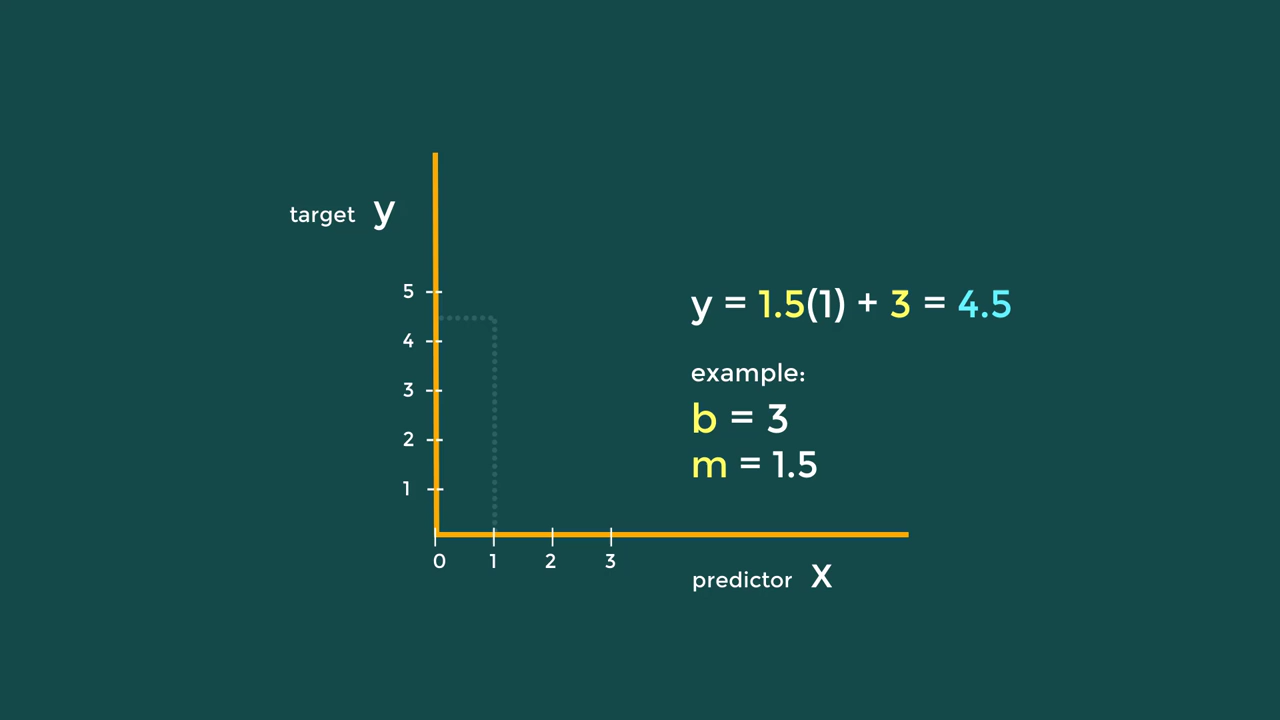 target y
5
4
3
2
1
0 1 2 3
predictor x
y = 1.5(1) + 3 = 4.5
example:
b = 3
m = 1.5